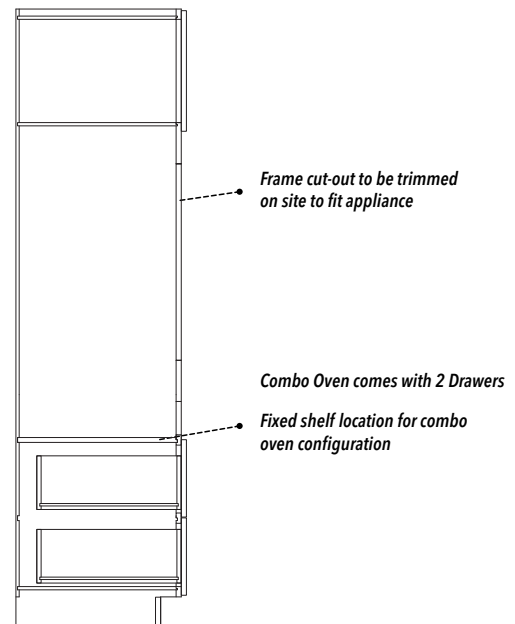 Frame cut-out to be trimmed
on site to fit appliance
Combo Oven comes with 2 Drawers
Fixed shelf location for combo
oven configuration